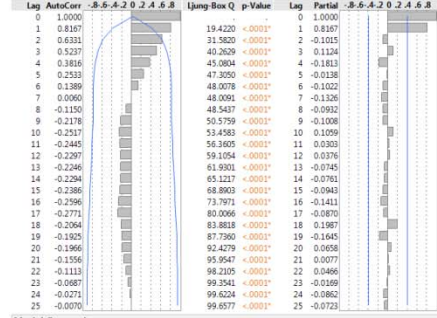 Lag AutoCorr -.8-.6-.4-.2 0 .2 .4 .6 .8 Ljung-Box Q p-Value Lag Partial -.8-.6-.4-.2 0 .2 .4 .6 .8
0 1.0000 . . 0 1.0000
1 0.8167 19.4220 <.0001* 1 0.8167
2 0.6331 31.5820 <.0001* 2 -0.1015
3 0.5237 40.2629 <.0001* 3 0.1124
4 0.3816 45.0804 <.0001* 4 -0.1813
5 0.2533 47.3050 <.0001* 5 -0.0138
6 0.1389 48.0078 <.0001* 6 -0.1022
7 0.0060 48.0091 <.0001* 7 -0.1326
8 -0.1150 48.5437 <.0001* 8 -0.0932
9 -0.2178 50.5759 <.0001* 9 -0.1008
10 -0.2517 53.4583 <.0001* 10 0.1059
11 -0.2445 56.3605 <.0001* 11 0.0303
12 -0.2297 59.1054 <.0001* 12 0.0376
13 -0.2246 61.9301 <.0001* 13 -0.0745
14 -0.2294 65.1217 <.0001* 14 -0.0761
15 -0.2386 68.8903 <.0001* 15 -0.0943
16 -0.2596 73.7971 <.0001* 16 -0.1411
17 -0.2771 80.0066 <.0001* 17 -0.0870
18 -0.2064 83.8818 <.0001* 18 0.1987
19 -0.1925 87.7360 <.0001* 19 -0.1645
20 -0.1966 92.4279 <.0001* 20 0.0658
21 -0.1556 95.9547 <.0001* 21 0.0077
22 -0.1113 98.2105 <.0001* 22 0.0466
23 -0.0687 99.3541 <.0001* 23 -0.0169
24 -0.0271 99.6224 <.0001* 24 -0.0862
25 -0.0070 99.6577 <.0001* 25 -0.0723